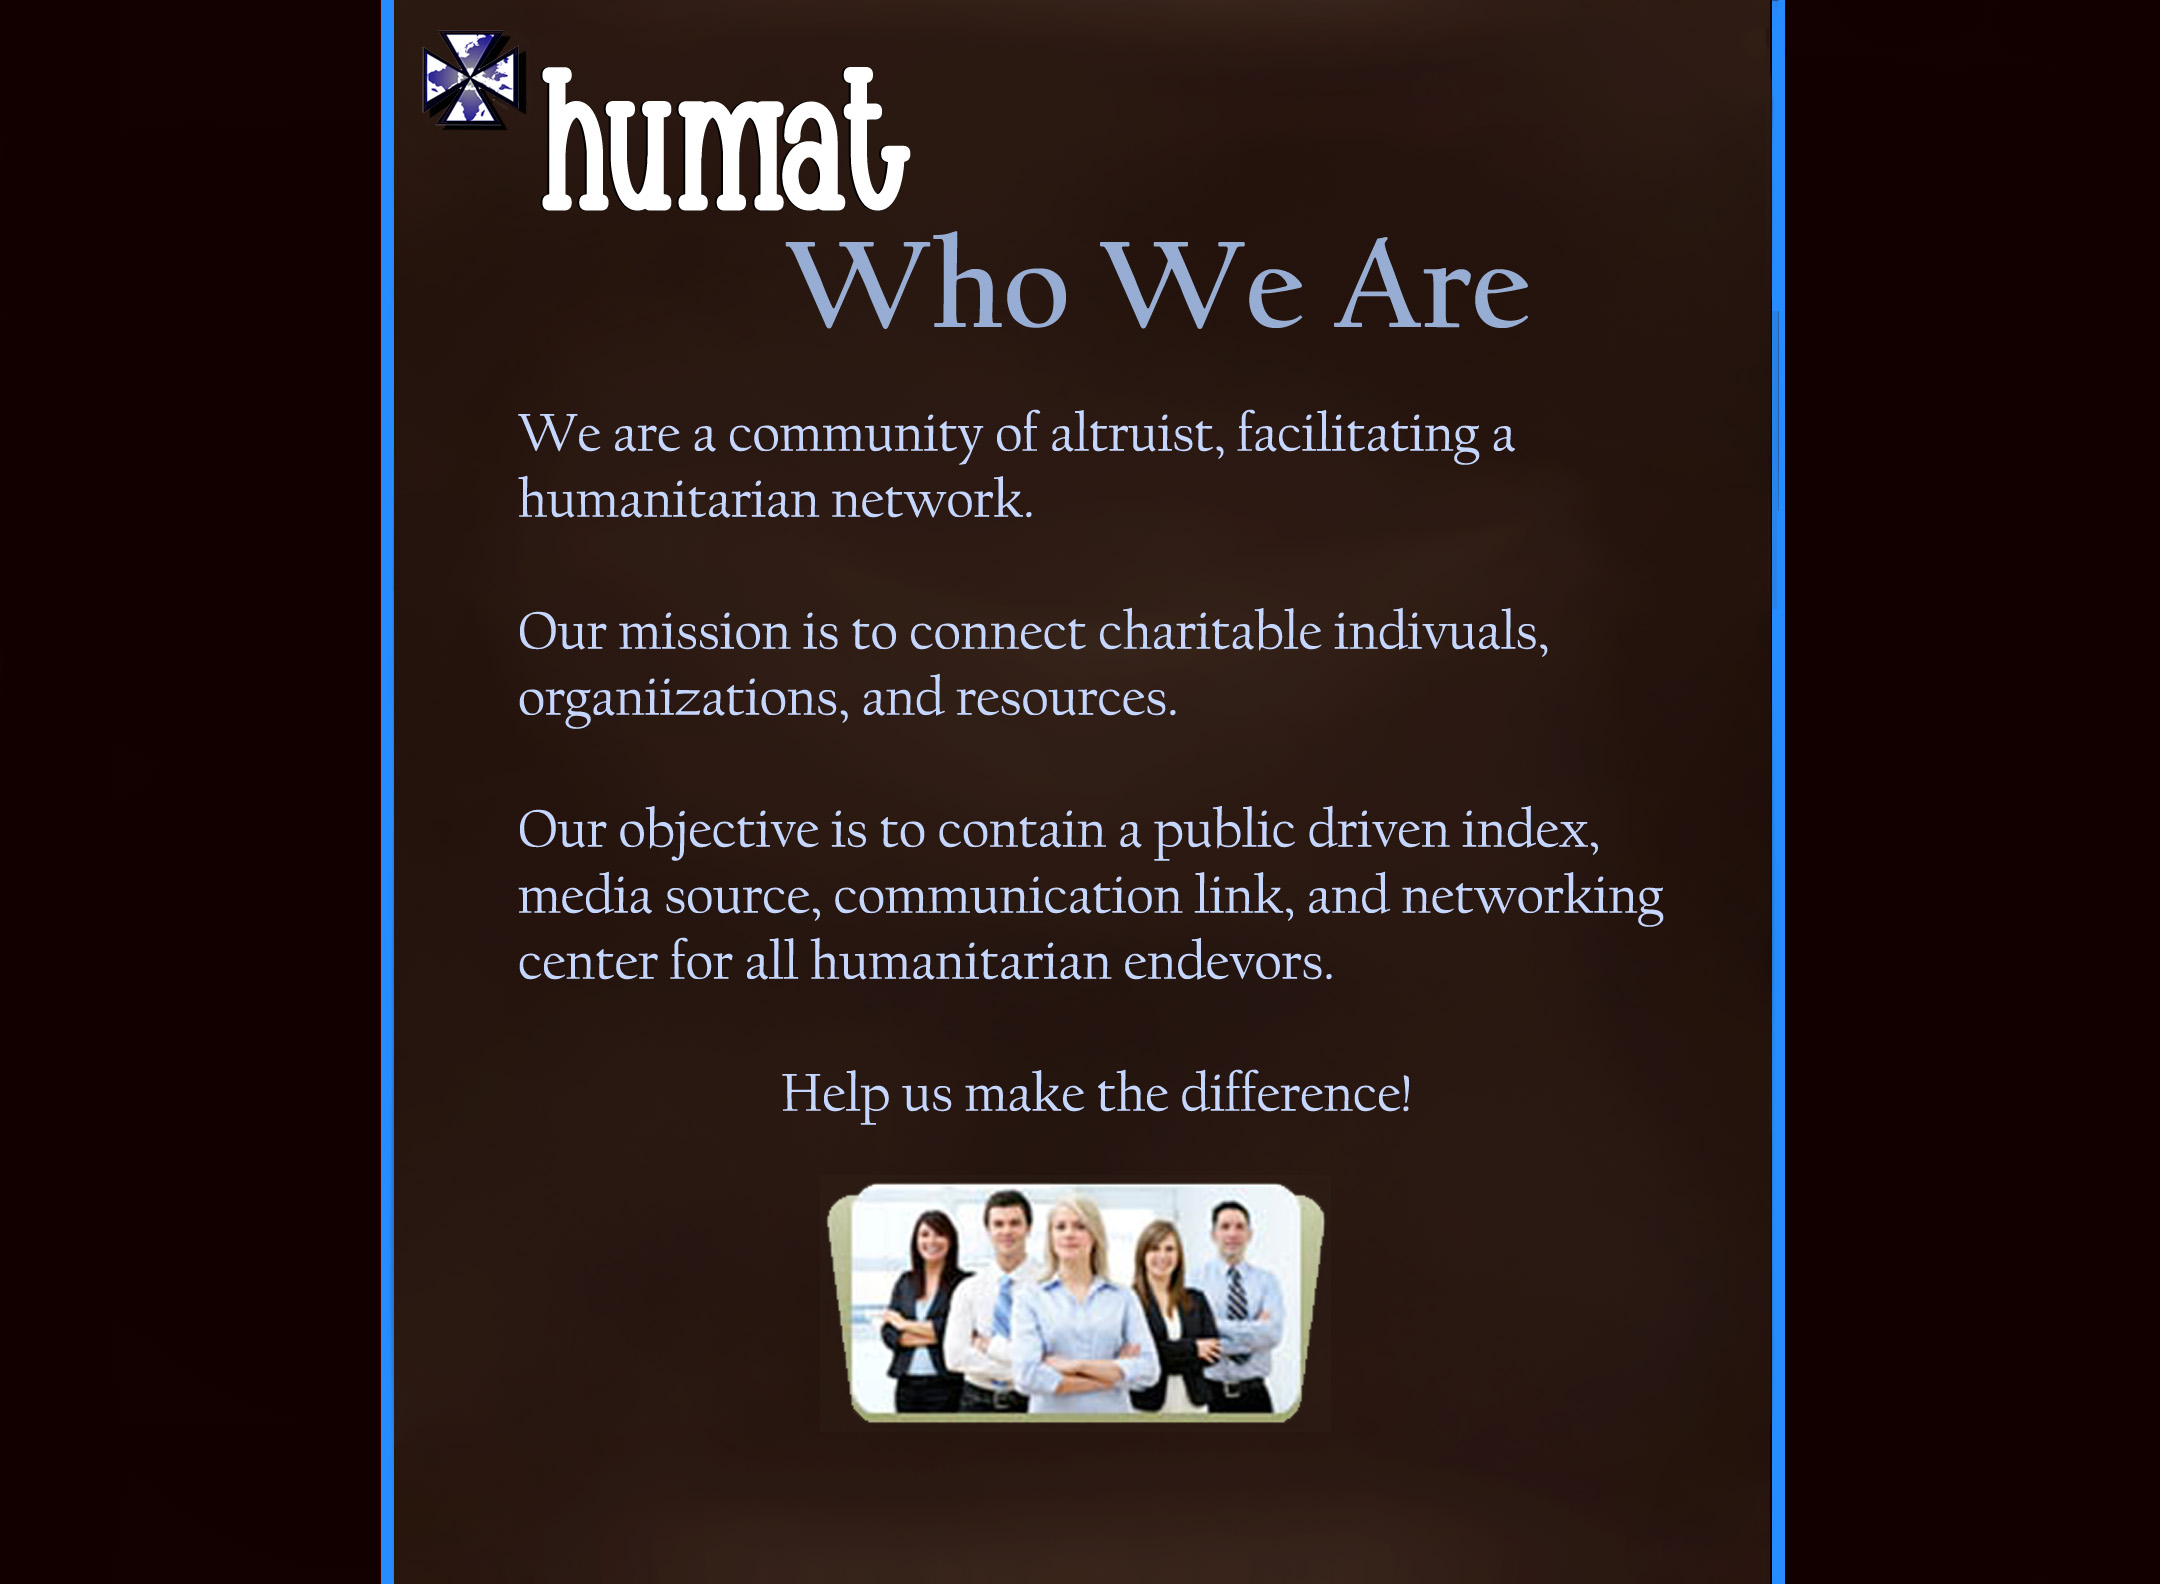 humat
Who We Are
We are a community of altruist, facilitating a
humanitarian network.
Our mission is to connect charitable indivuals,
organiizations, and resources.
Our objective is to contain a public driven index,
media source, communication link, and networking
center for all humanitarian endevors.
Help us make the difference!